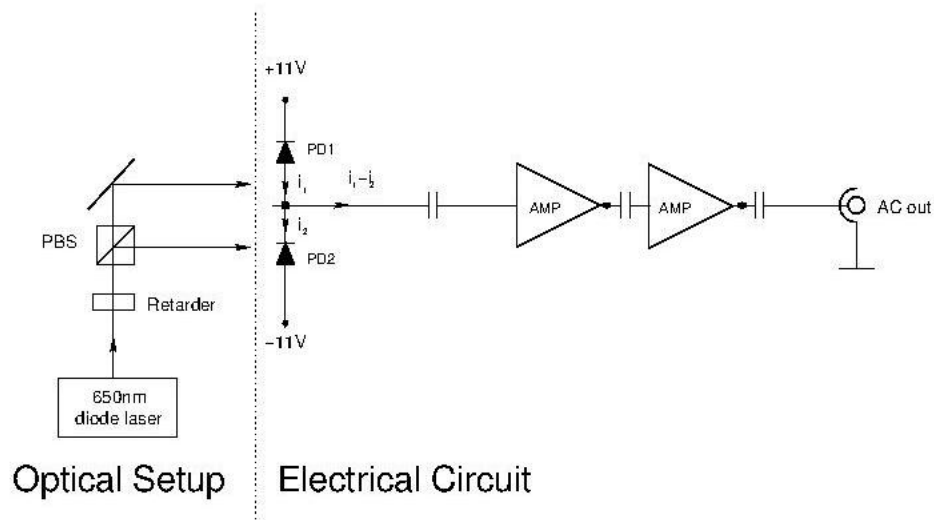 +11V
PD1
i₁
i₁−i₂
AMP
AMP
AC out
PBS
i₂
PD2
Retarder
−11V
650nm
diode laser
Optical Setup
Electrical Circuit